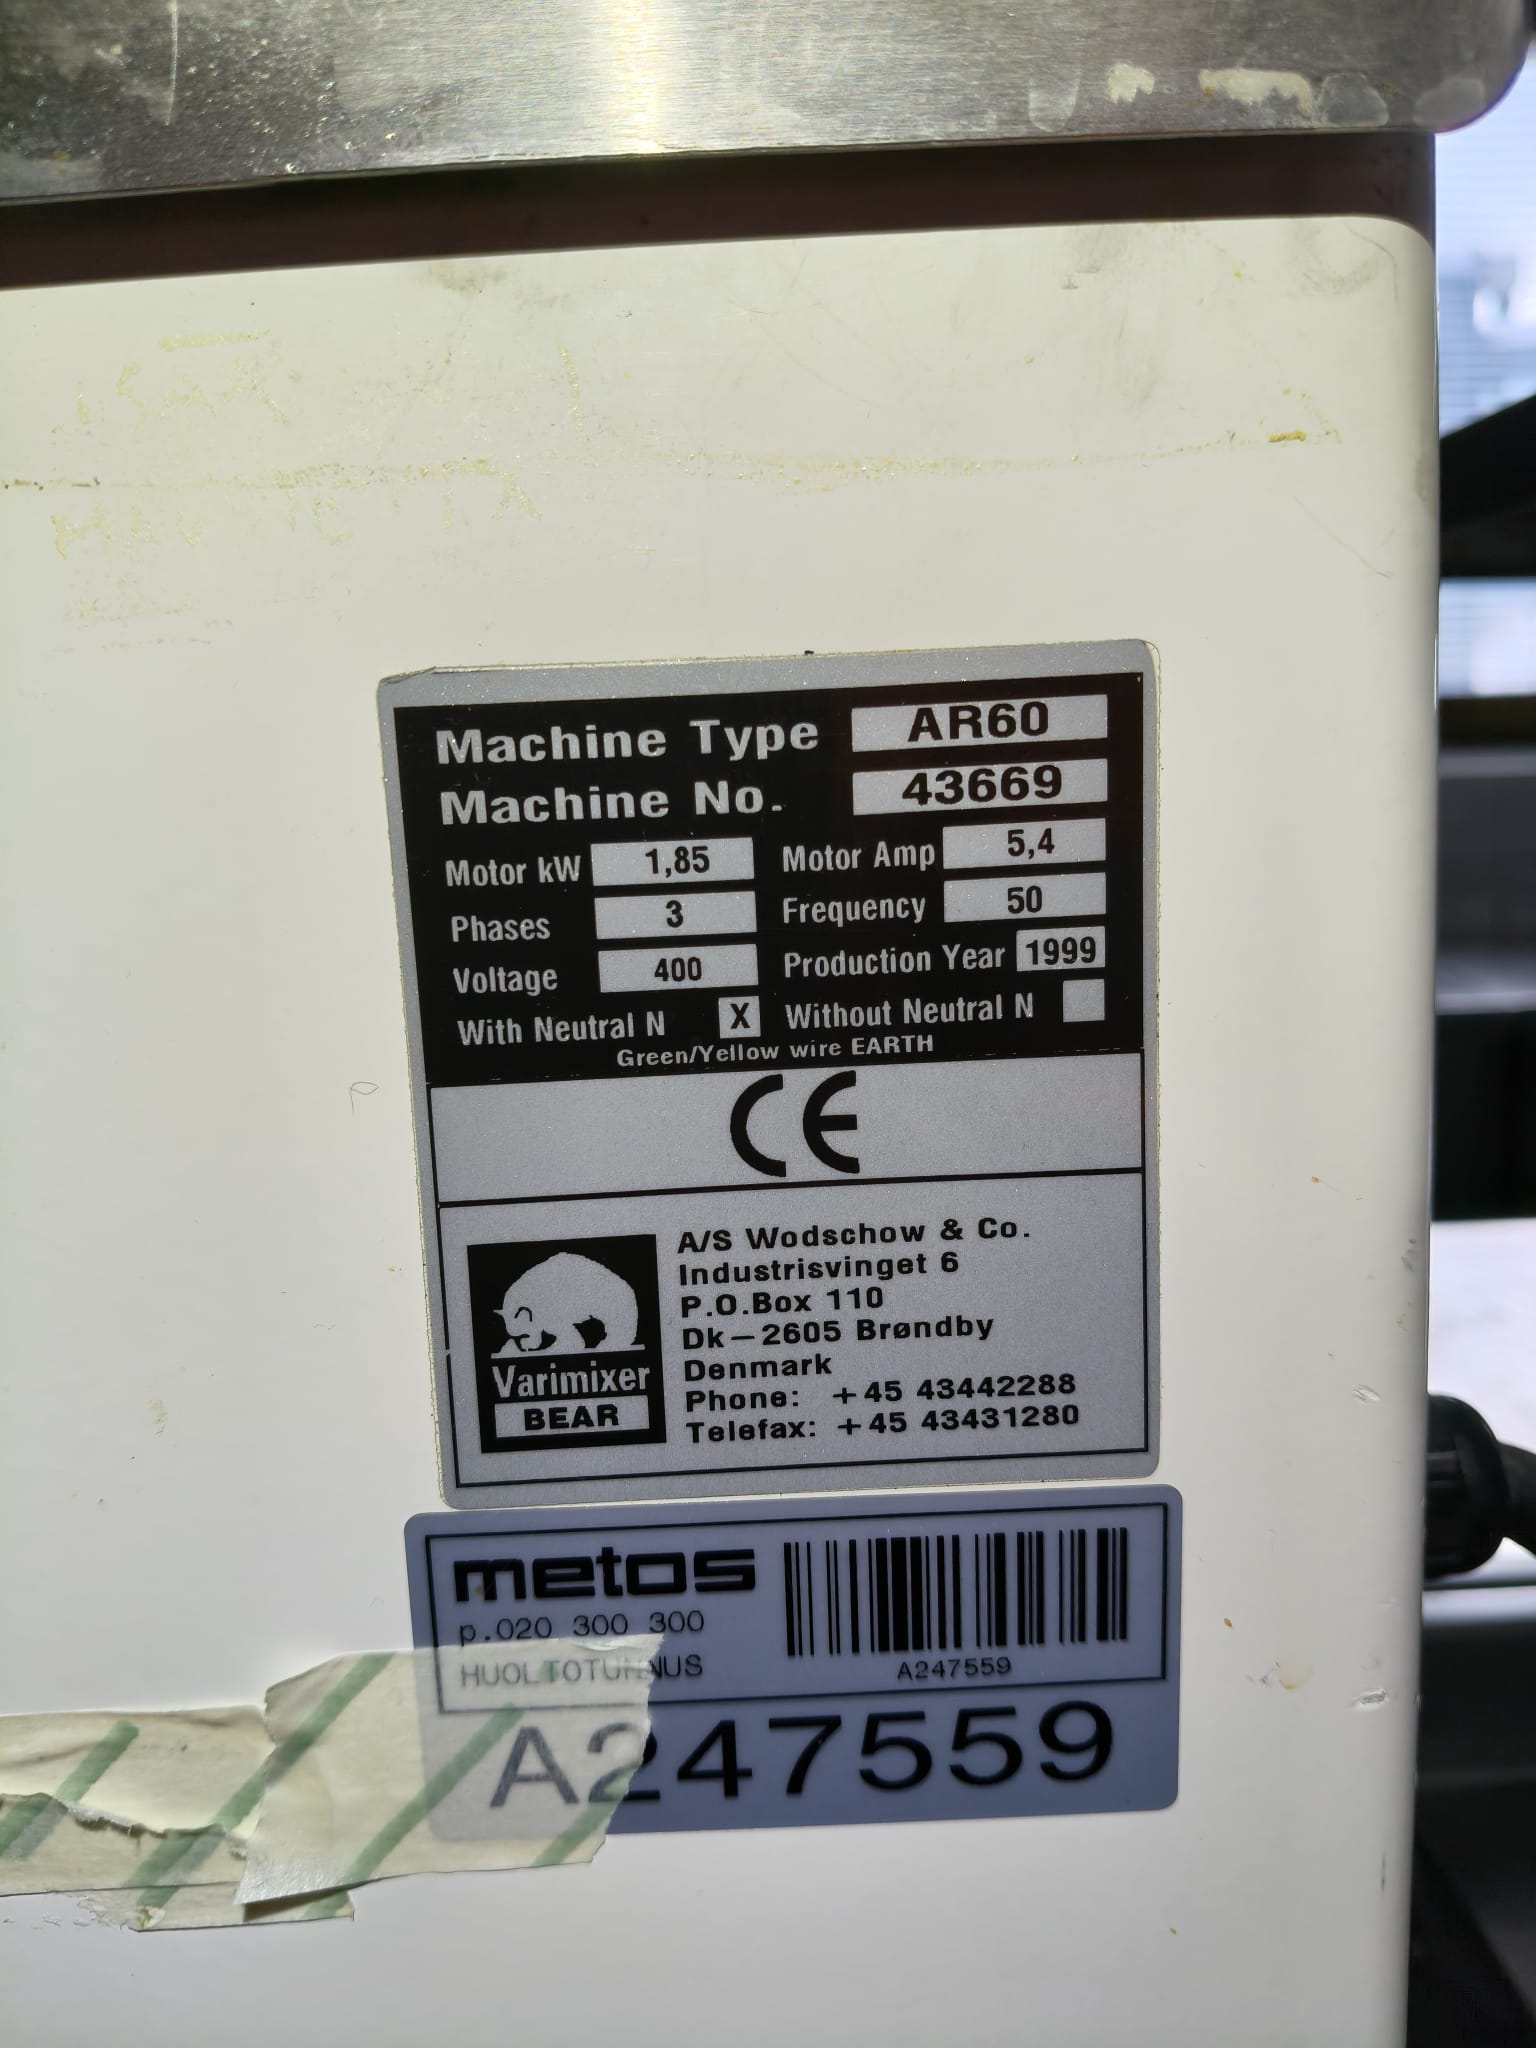 Machine Type AR60
Machine No. 43669
Motor kW 1,85 Motor Amp 5,4
Phases 3 Frequency 50
Voltage 400 Production Year 1999
With Neutral N X Without Neutral N
Green/Yellow wire EARTH
CE
A/S Wodschow & Co.
Industrisvinget 6
P.O.Box 110
Dk-2605 Brøndby
Denmark
Phone: +45 43442288
Telefax: +45 43431280
Varimixer
BEAR
metos
p.020 300 300
HUOLTOTUNNUS
A247559
A247559